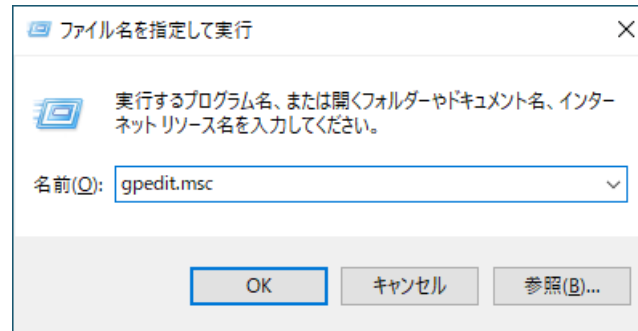 ファイル名を指定して実行
実行するプログラム名、または開くフォルダーやドキュメント名、インター
ネット リソース名を入力してください。
名前(O): gpedit.msc
OK キャンセル 参照(B)...